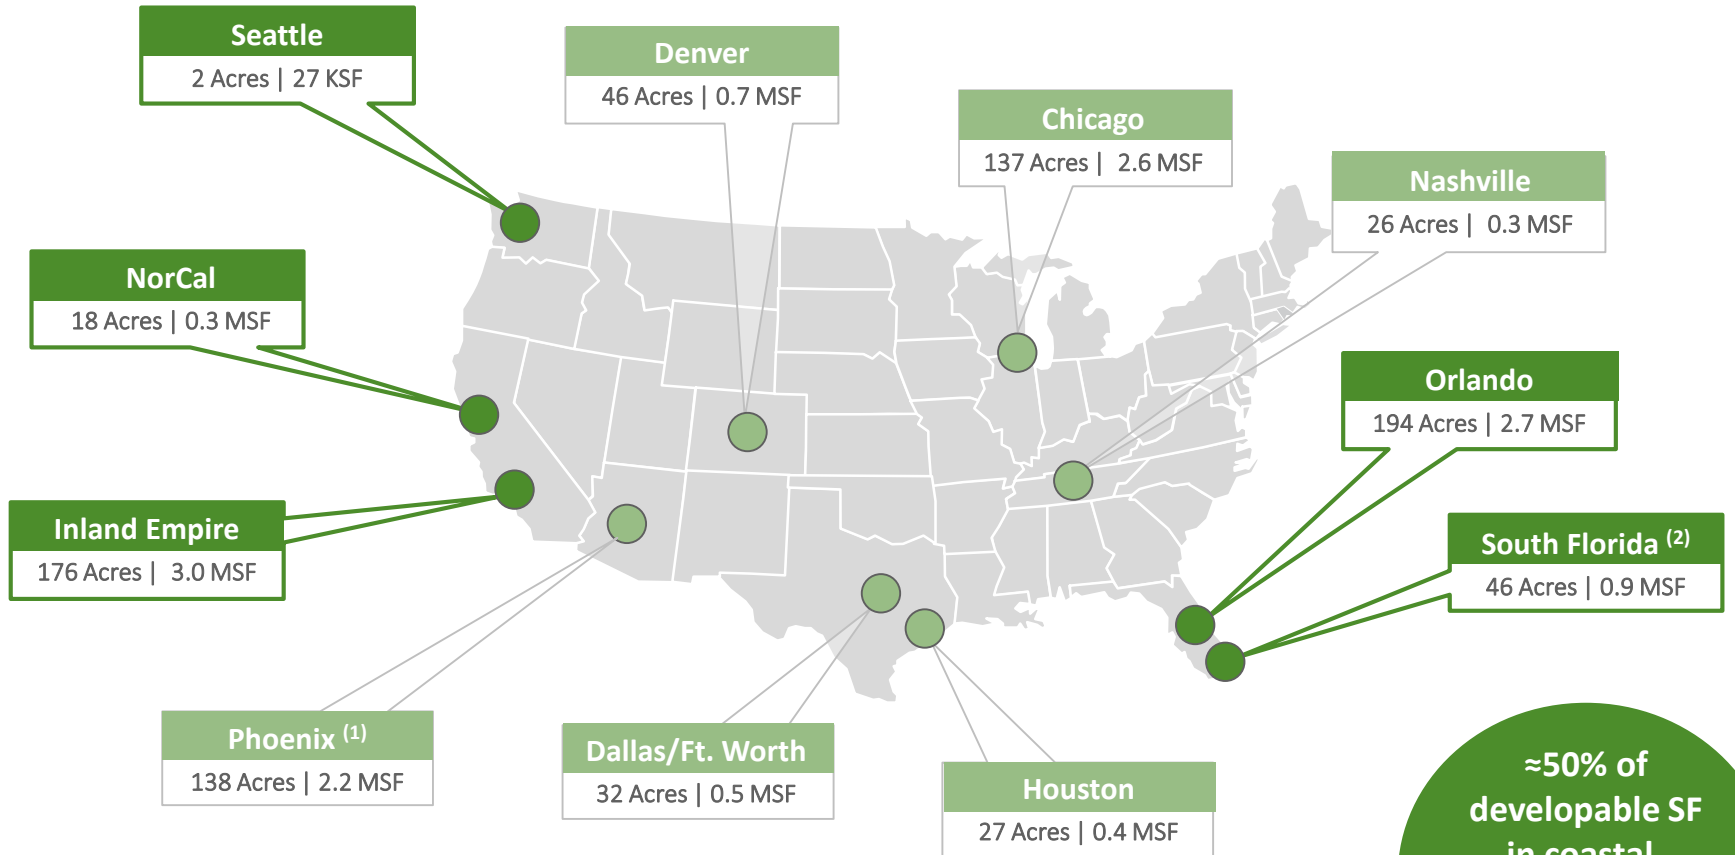 Seattle
2 Acres | 27 KSF
Denver
46 Acres | 0.7 MSF
Chicago
137 Acres | 2.6 MSF
Nashville
26 Acres | 0.3 MSF
NorCal
18 Acres | 0.3 MSF
Orlando
194 Acres | 2.7 MSF
Inland Empire
176 Acres | 3.0 MSF
South Florida (2)
46 Acres | 0.9 MSF
Phoenix (1)
138 Acres | 2.2 MSF
Dallas/Ft. Worth
32 Acres | 0.5 MSF
Houston
27 Acres | 0.4 MSF
≈50% of
developable SF
in coastal